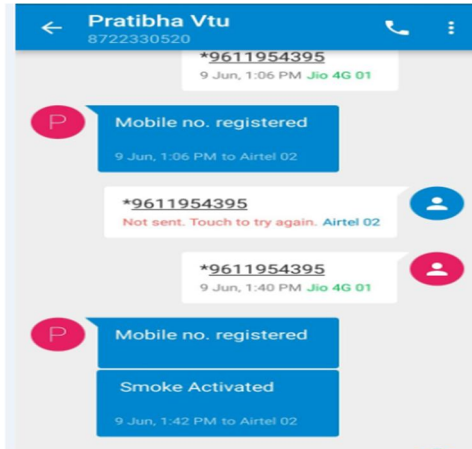 Pratibha Vtu
8722330520
*9611954395
9 Jun, 1:06 PM Jio 4G 01
P
Mobile no. registered
9 Jun, 1:06 PM to Airtel 02
*9611954395
Not sent. Touch to try again. Airtel 02
*9611954395
9 Jun, 1:40 PM Jio 4G 01
P
Mobile no. registered
Smoke Activated
9 Jun, 1:42 PM to Airtel 02